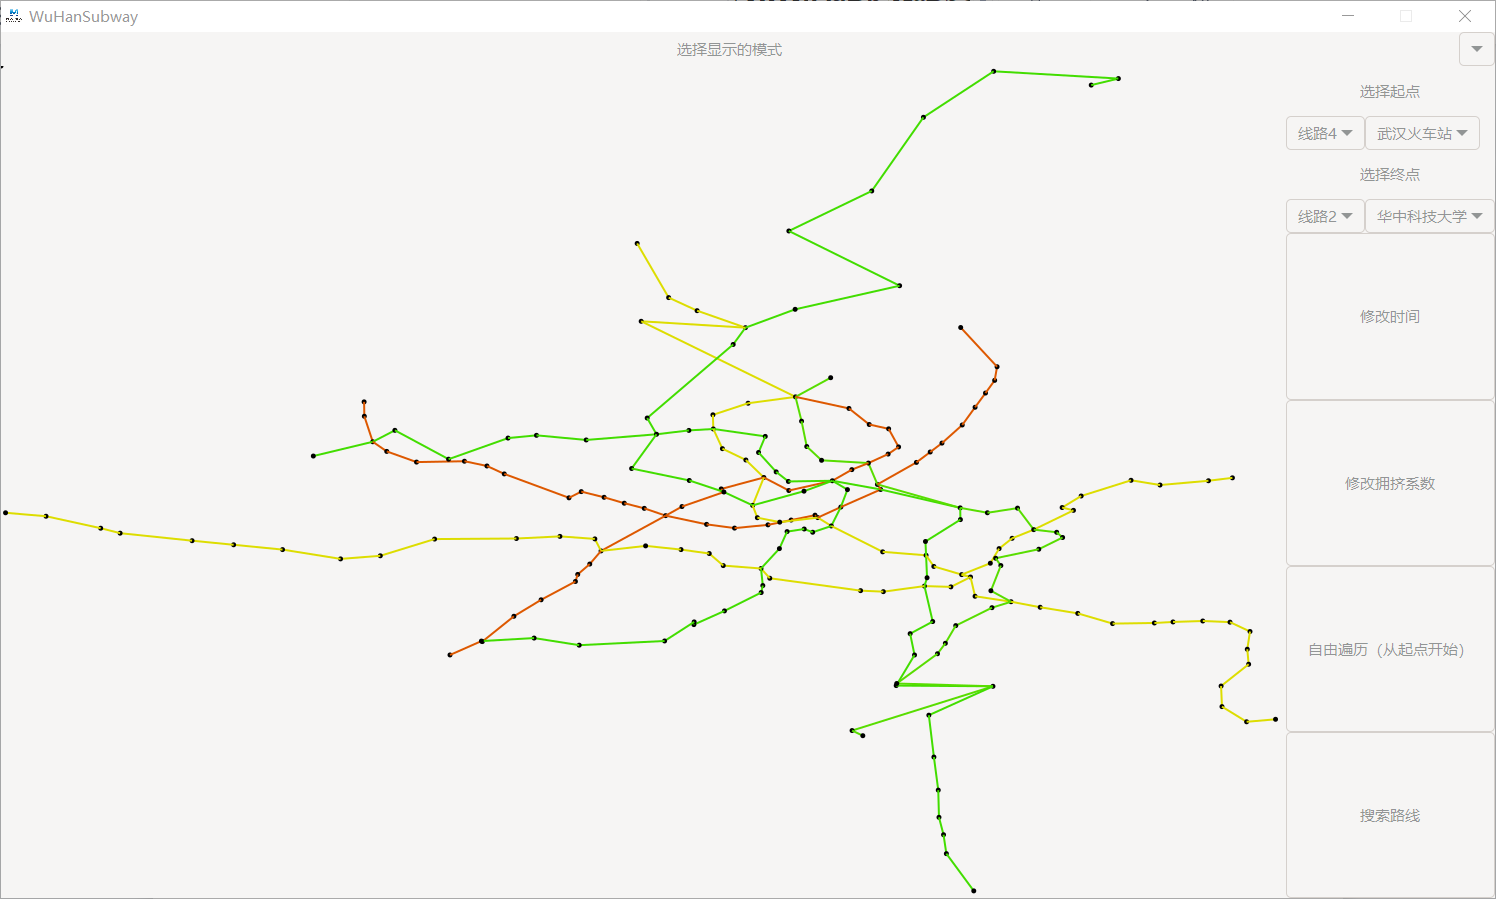 WuHanSubway
选择显示的模式
选择起点
线路4 武汉火车站
选择终点
线路2 华中科技大学
修改时间
修改拥挤系数
自由遍历（从起点开始）
搜索路线